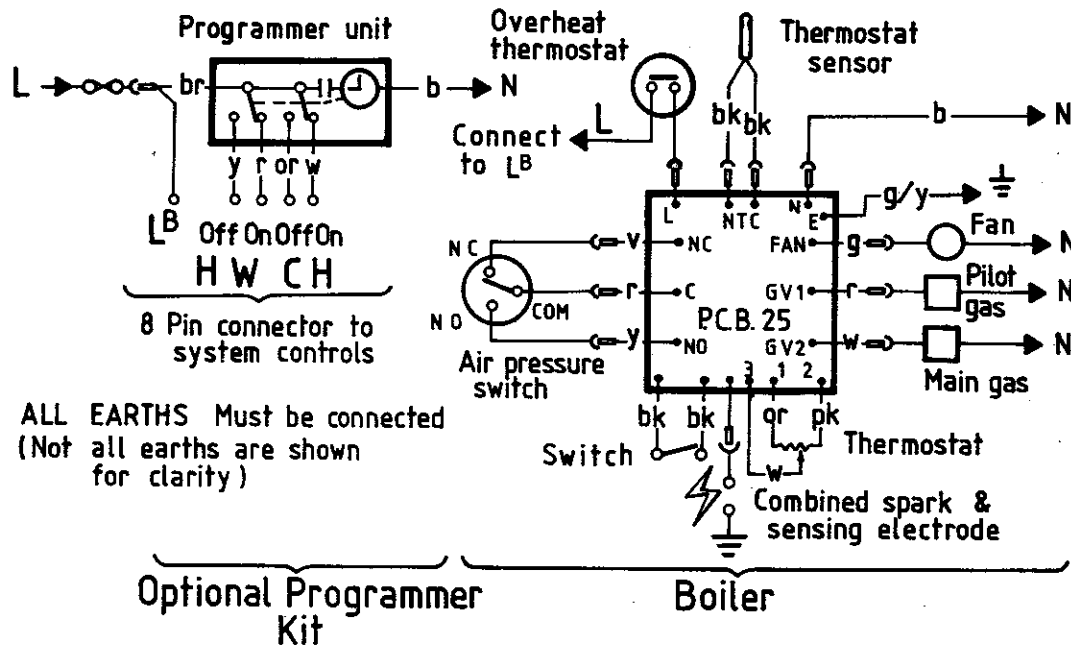 Programmer unit
L
br
b
N
y r or w
LB
Off On Off On
H W C H
8 Pin connector to
system controls
ALL EARTHS Must be connected
(Not all earths are shown
for clarity)
Optional Programmer
Kit
Overheat
thermostat
L
Connect
to LB
Thermostat
sensor
bk
bk
b
N
g/y
L
NTC
N
E
NC
v
NC
FAN
g
Fan
N
COM
r
C
GV1
r
Pilot
gas
N
P.C.B. 25
NO
y
NO
GV2
w
N
Main gas
Air pressure
switch
3 1 2
bk
bk
or
pk
Switch
w
Thermostat
Combined spark &
sensing electrode
Boiler